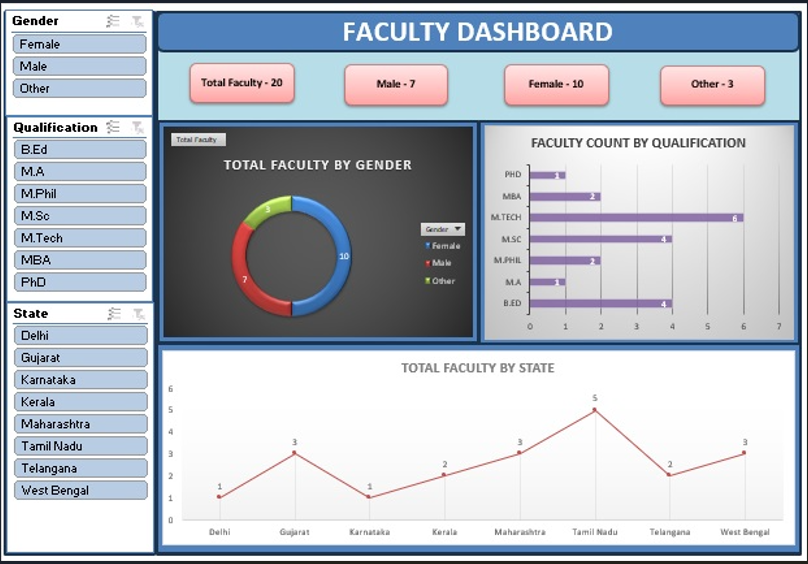 Gender
Female
Male
Other
Qualification
B.Ed
M.A
M.Phil
M.Sc
M.Tech
MBA
PhD
State
Delhi
Gujarat
Karnataka
Kerala
Maharashtra
Tamil Nadu
Telangana
West Bengal
FACULTY DASHBOARD
Total Faculty - 20
Male - 7
Female - 10
Other - 3
Total Faculty
TOTAL FACULTY BY GENDER
3
10
7
Gender
Female
Male
Other
FACULTY COUNT BY QUALIFICATION
PHD 1
MBA 2
M.TECH 6
M.SC 4
M.PHIL 2
M.A 1
B.ED 4
0 1 2 3 4 5 6 7
TOTAL FACULTY BY STATE
6
5
4
3
2
1
0
1 3 1 2 3 5 2 3
Delhi Gujarat Karnataka Kerala Maharashtra Tamil Nadu Telangana West Bengal